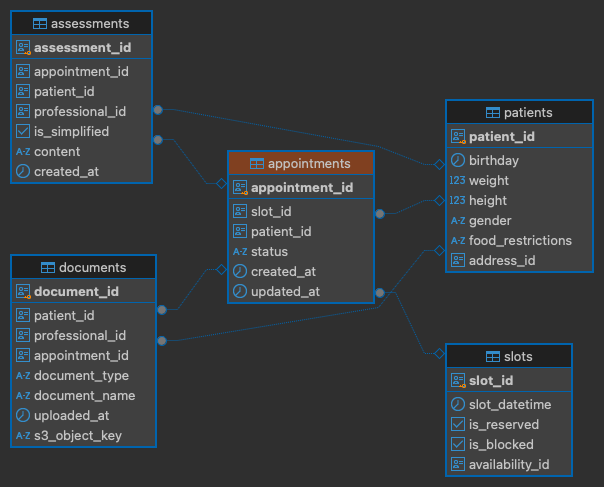 assessments
assessment_id
appointment_id
patient_id
professional_id
is_simplified
A-Z content
created_at
patients
patient_id
birthday
123 weight
123 height
A-Z gender
A-Z food_restrictions
address_id
appointments
appointment_id
slot_id
patient_id
A-Z status
created_at
updated_at
documents
document_id
patient_id
professional_id
appointment_id
A-Z document_type
A-Z document_name
uploaded_at
A-Z s3_object_key
slots
slot_id
slot_datetime
is_reserved
is_blocked
availability_id